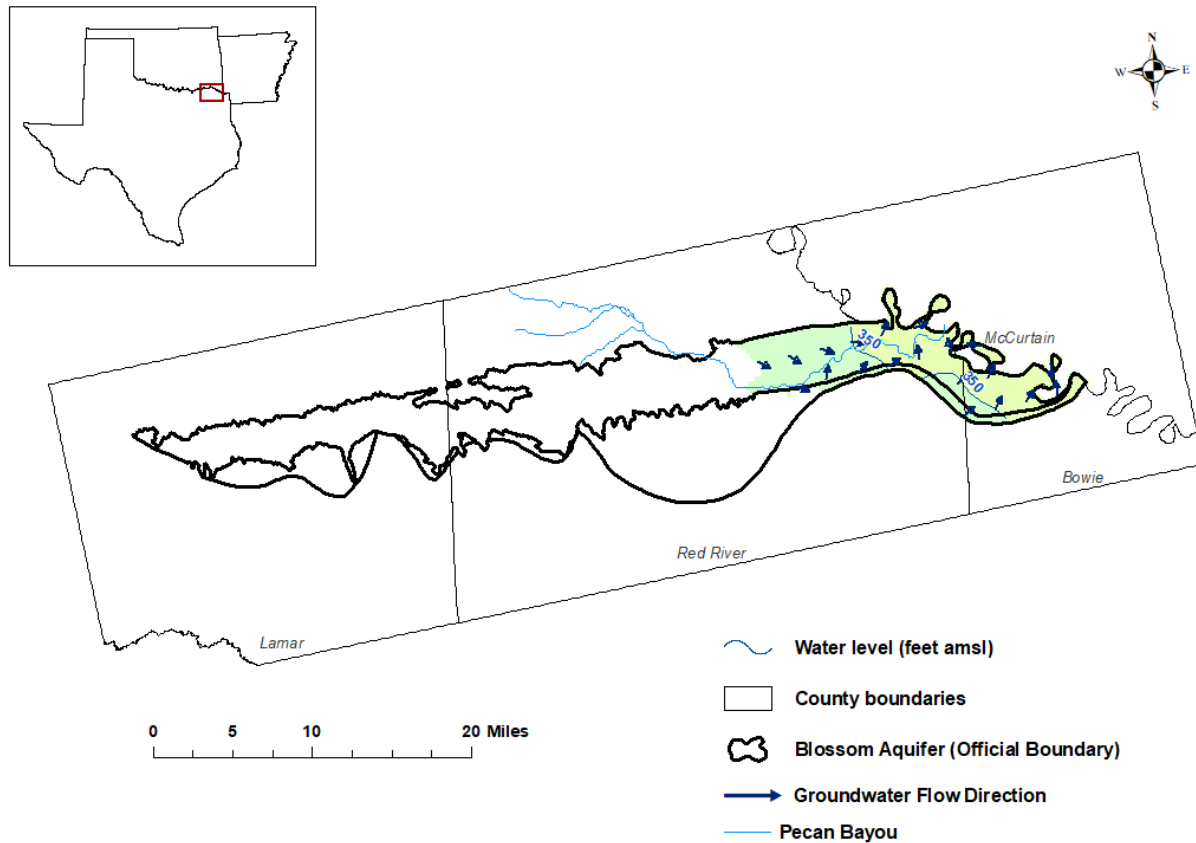 N
W
E
S
350
McCurtain
350
Bowie
Red River
Lamar
Water level (feet amsl)
County boundaries
0 5 10 20 Miles
Blossom Aquifer (Official Boundary)
Groundwater Flow Direction
Pecan Bayou